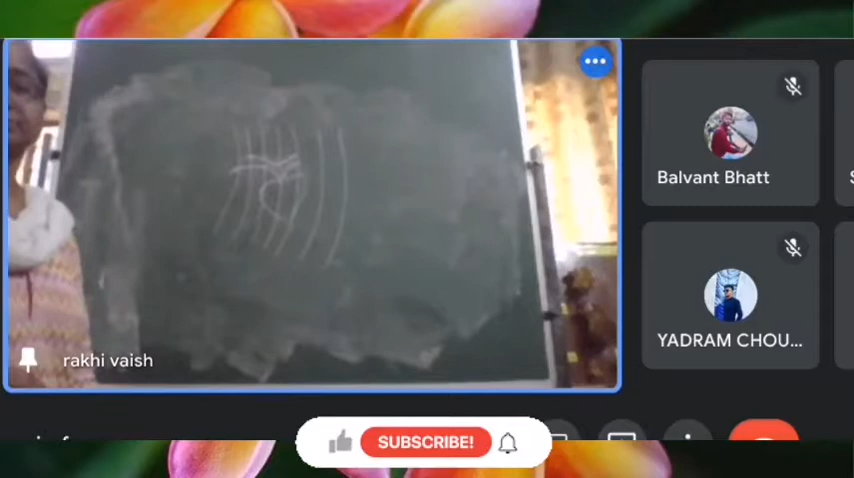 Balvant Bhatt
YADRAM CHOU...
rakhi vaish
SUBSCRIBE!